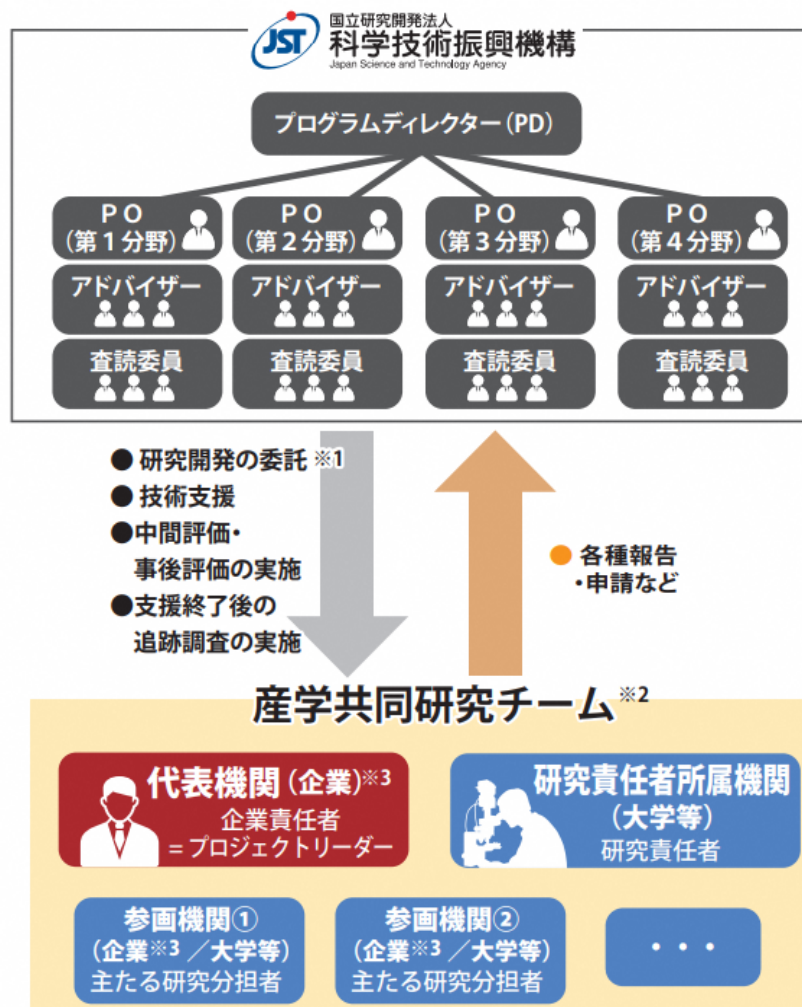 JST
国立研究開発法人
科学技術振興機構
Japan Science and Technology Agency
プログラムディレクター(PD)
PO
(第1分野)
アドバイザー
査読委員
PO
(第2分野)
アドバイザー
査読委員
PO
(第3分野)
アドバイザー
査読委員
PO
(第4分野)
アドバイザー
査読委員
● 研究開発の委託※1
● 技術支援
●中間評価・
事後評価の実施
●支援終了後の
追跡調査の実施
● 各種報告
・申請など
産学共同研究チーム※2
代表機関(企業)※3
企業責任者
=プロジェクトリーダー
研究責任者所属機関
(大学等)
研究責任者
参画機関①
(企業※3/大学等)
主たる研究分担者
参画機関②
(企業※3/大学等)
主たる研究分担者
・・・